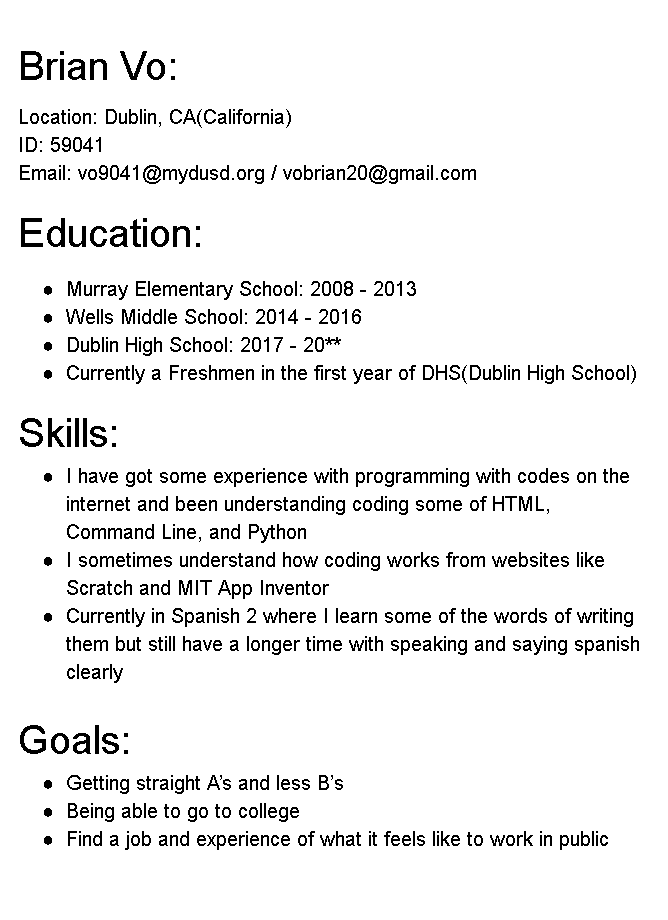 Brian Vo:
Location: Dublin, CA(California)
ID: 59041
Email: vo9041@mydusd.org / vobrian20@gmail.com
Education:
● Murray Elementary School: 2008 - 2013
● Wells Middle School: 2014 - 2016
● Dublin High School: 2017 - 20**
● Currently a Freshmen in the first year of DHS(Dublin High School)
Skills:
● I have got some experience with programming with codes on the
internet and been understanding coding some of HTML,
Command Line, and Python
● I sometimes understand how coding works from websites like
Scratch and MIT App Inventor
● Currently in Spanish 2 where I learn some of the words of writing
them but still have a longer time with speaking and saying spanish
clearly
Goals:
● Getting straight A's and less B's
● Being able to go to college
● Find a job and experience of what it feels like to work in public